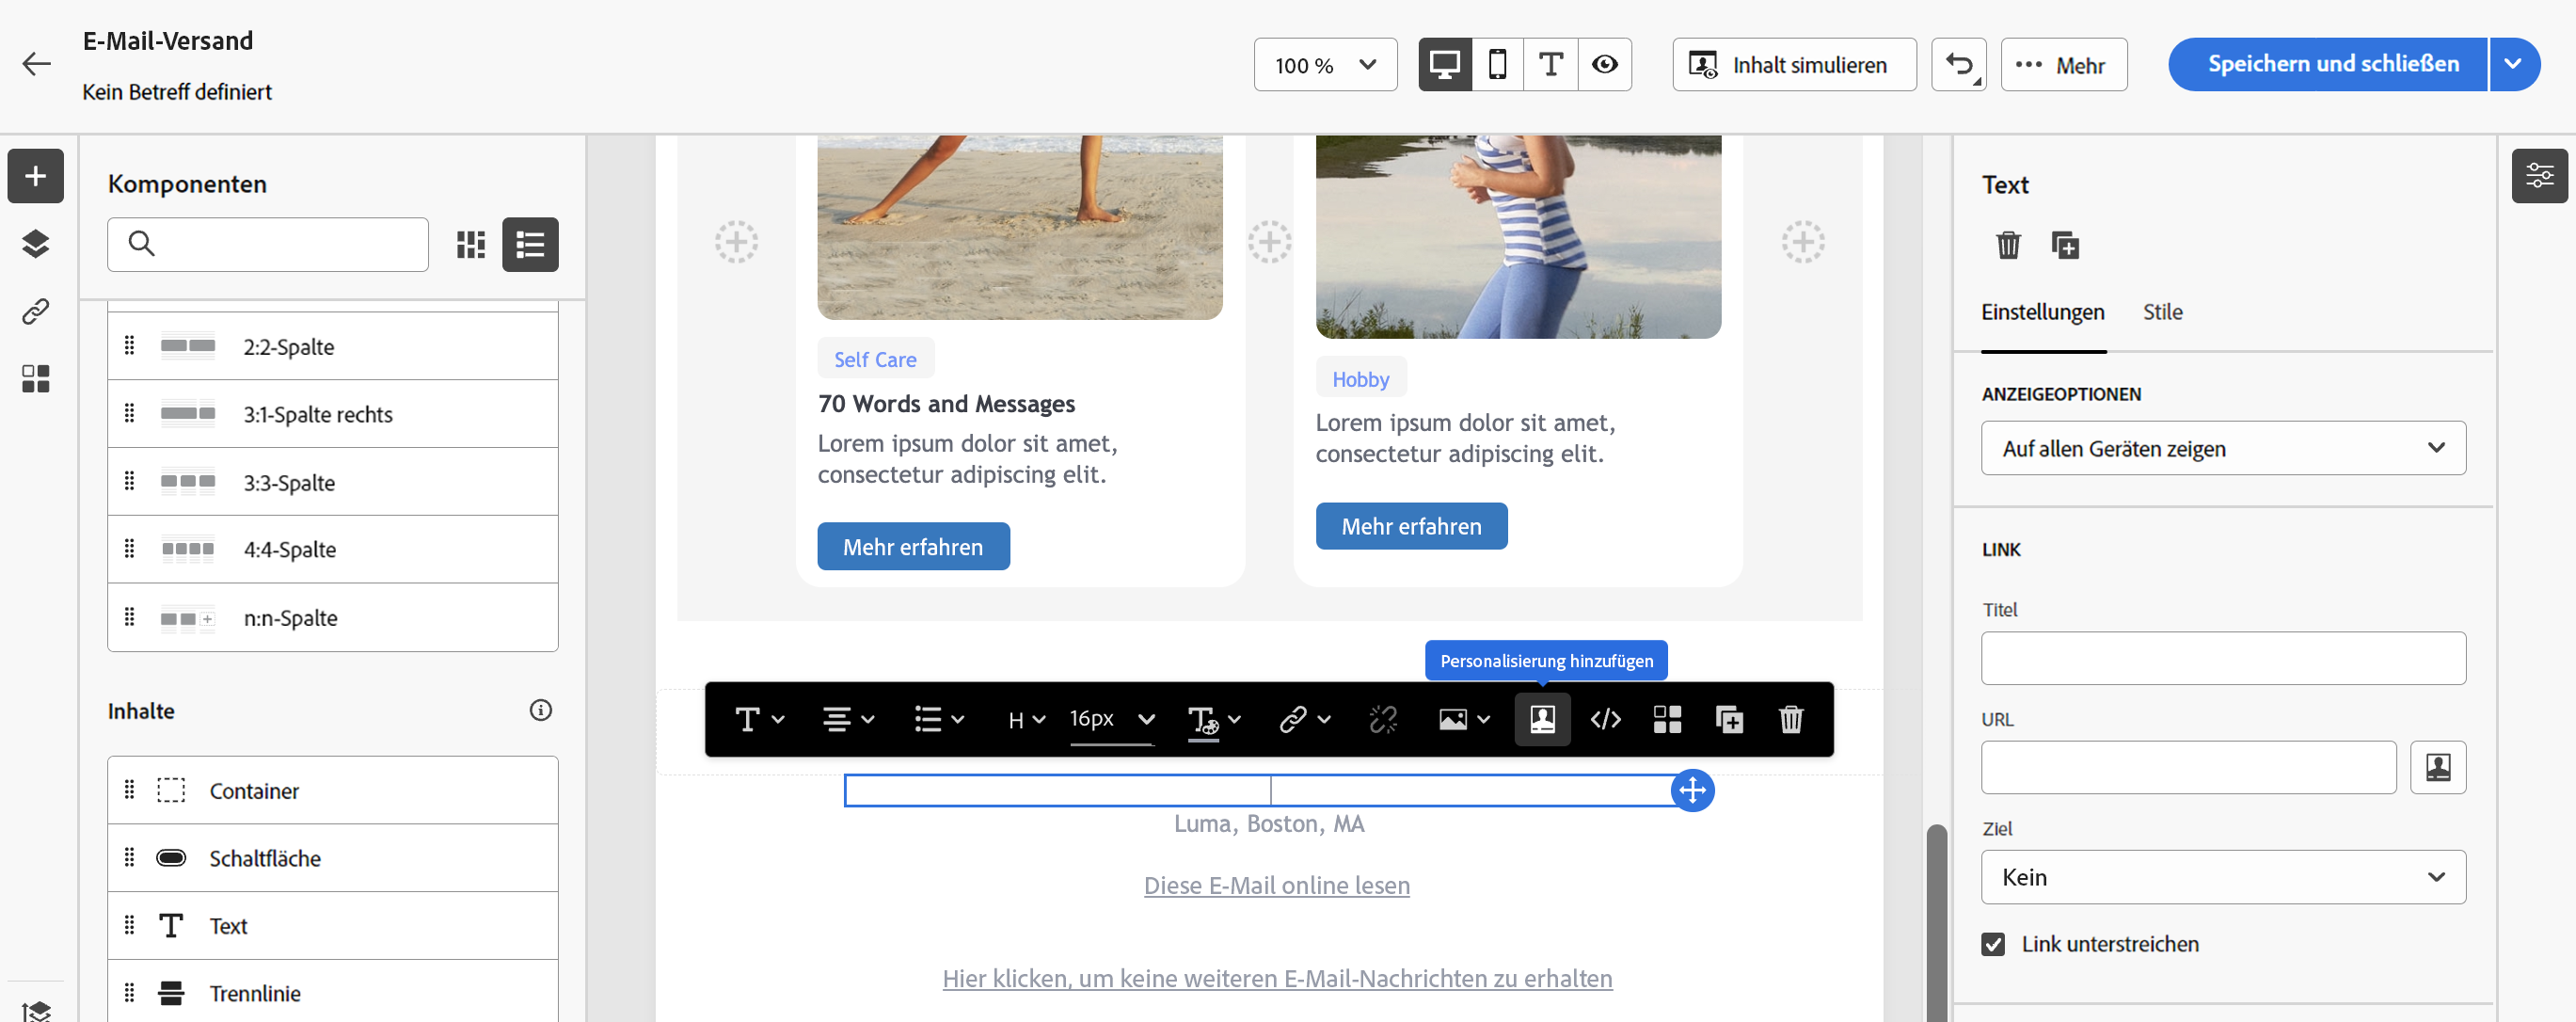 E-Mail-Versand
Kein Betreff definiert
100 %
Inhalt simulieren
Mehr
Speichern und schließen
Komponenten
2:2-Spalte
3:1-Spalte rechts
3:3-Spalte
4:4-Spalte
n:n-Spalte
Inhalte
Container
Schaltfläche
Text
Trennlinie
Self Care
70 Words and Messages
Lorem ipsum dolor sit amet,
consectetur adipiscing elit.
Mehr erfahren
Hobby
Lorem ipsum dolor sit amet,
consectetur adipiscing elit.
Mehr erfahren
Personalisierung hinzufügen
H
16px
Luma, Boston, MA
Diese E-Mail online lesen
Hier klicken, um keine weiteren E-Mail-Nachrichten zu erhalten
Text
Einstellungen
Stile
ANZEIGEOPTIONEN
Auf allen Geräten zeigen
LINK
Titel
URL
Ziel
Kein
Link unterstreichen